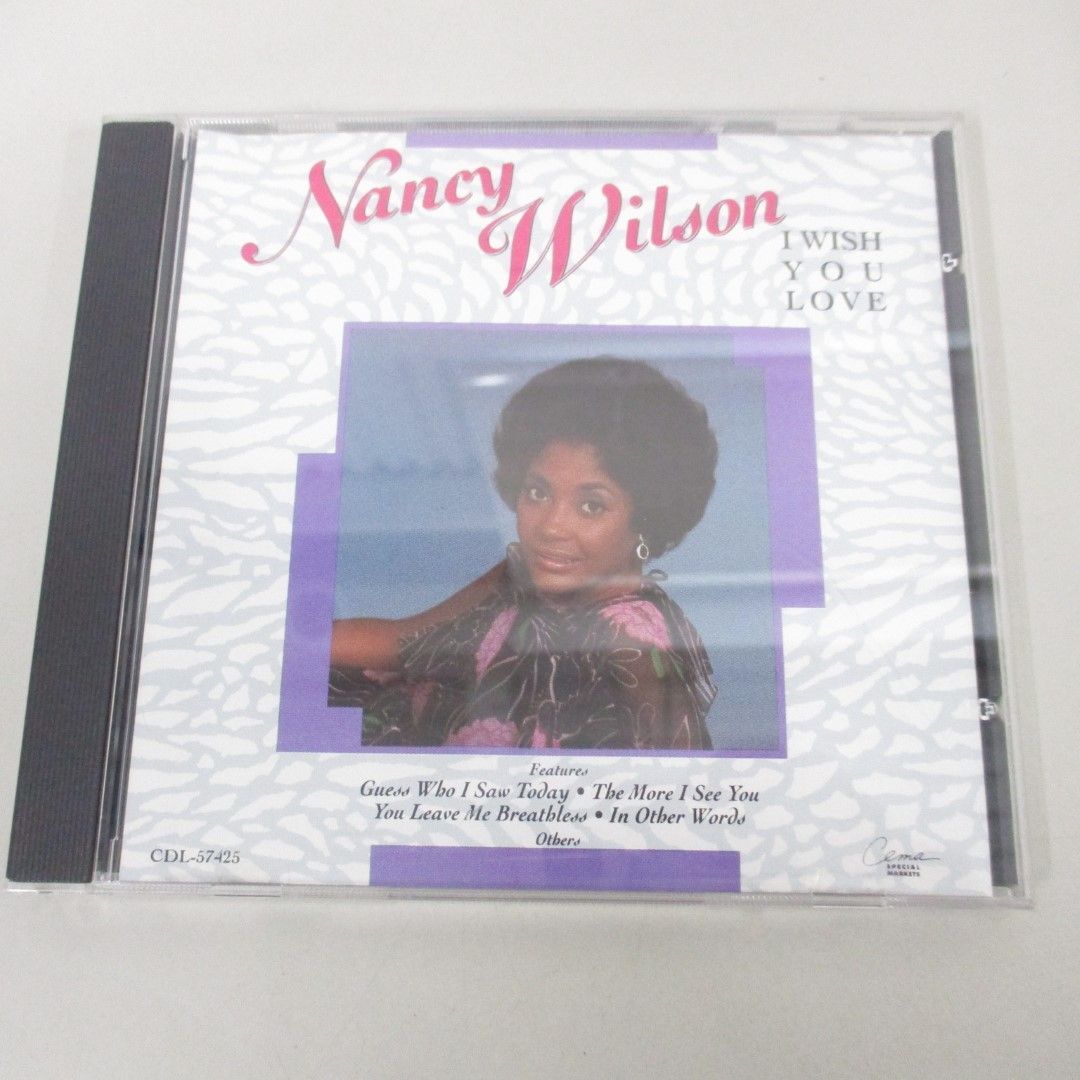 Nancy Wilson
I WISH
YOU
LOVE
Features
Guess Who I Saw Today • The More I See You
You Leave Me Breathless • In Other Words
Others
CDL-57425
Cema
SPECIAL
MARKETS